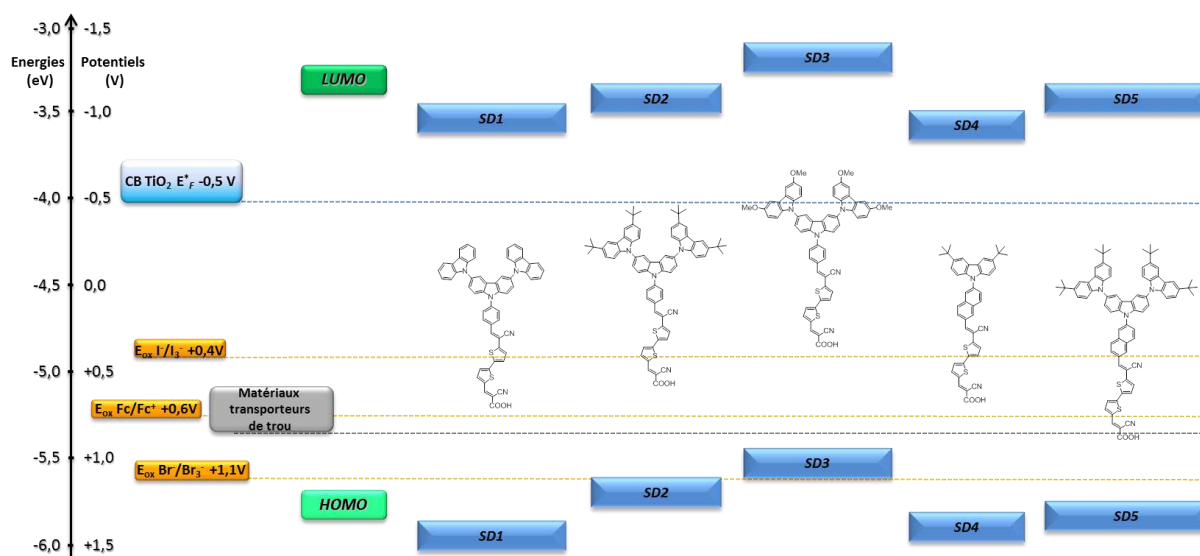 -3,0 -1,5
Energies Potentiels
(eV) (V)
LUMO
SD1
SD2
SD3
SD4
SD5
-3,5 -1,0
CB TiO₂ E*F -0,5 V
-4,0 -0,5
-4,5 0,0
E ox I⁻/I₃⁻ +0,4V
-5,0 +0,5
E ox Fc/Fc⁺ +0,6V
Matériaux
transporteurs
de trou
-5,5 +1,0
E ox Br⁻/Br₃⁻ +1,1V
HOMO
SD1
SD2
SD3
SD4
SD5
-6,0 +1,5
N
N
N
CN
S
S
CN
COOH
N
N
N
CN
S
S
CN
COOH
OMe
OMe
MeO
OMe
N
N
N
CN
S
S
CN
COOH
N
CN
S
S
CN
COOH
N
N
N
CN
S
S
CN
COOH